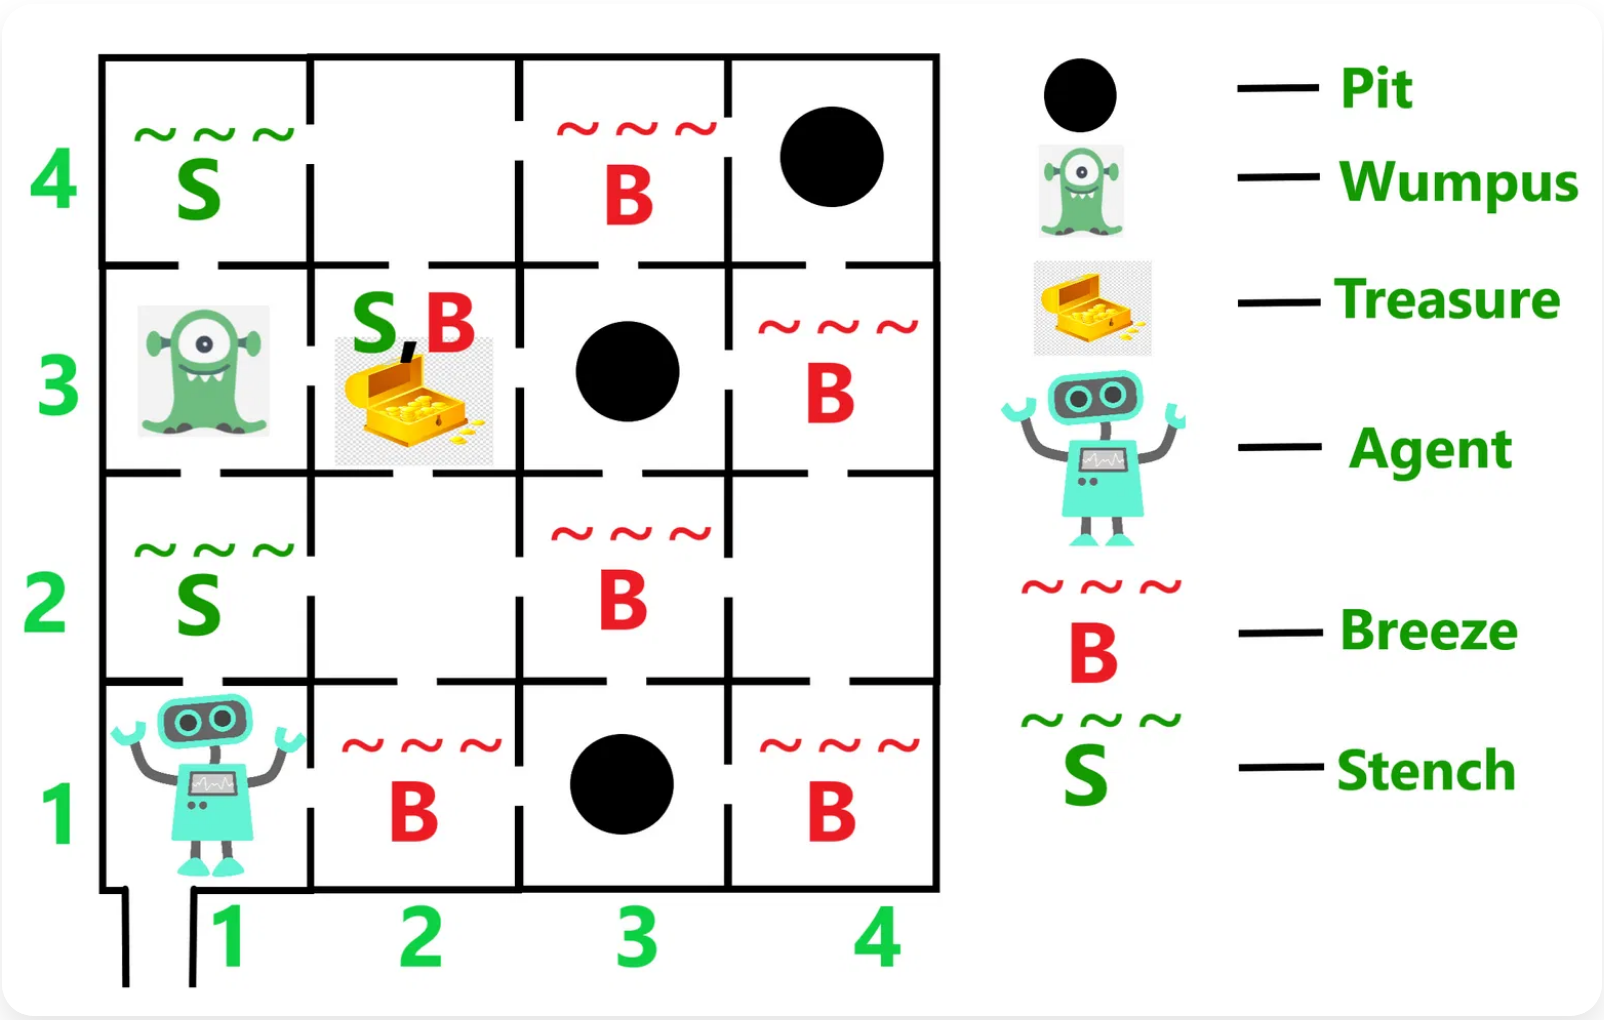 ~ ~ ~
S
~ ~ ~
B
4
S B
3
~ ~ ~
B
~ ~ ~
S
2
~ ~ ~
B
1
~ ~ ~
B
~ ~ ~
B
1 2 3 4
Pit
Wumpus
Treasure
Agent
~ ~ ~
B
Breeze
~ ~ ~
S
Stench